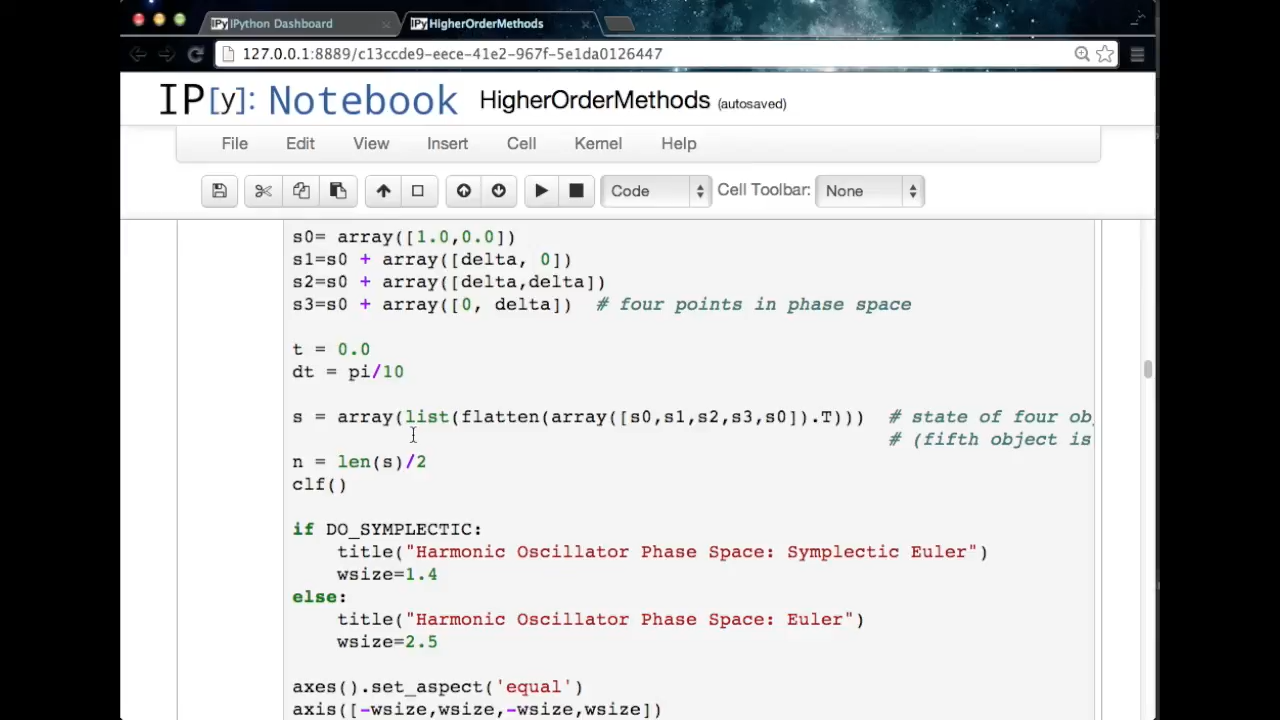 IP[y] IPython Dashboard
IP[y] HigherOrderMethods
127.0.0.1:8889/c13ccde9-eece-41e2-967f-5e1da0126447
IP[y]: Notebook HigherOrderMethods (autosaved)
File Edit View Insert Cell Kernel Help
Code Cell Toolbar: None
s0= array([1.0,0.0])
s1=s0 + array([delta, 0])
s2=s0 + array([delta,delta])
s3=s0 + array([0, delta])  # four points in phase space
t = 0.0
dt = pi/10
s = array(list(flatten(array([s0,s1,s2,s3,s0]).T)))  # state of four ob
# (fifth object is
n = len(s)/2
clf()
if DO_SYMPLECTIC:
title("Harmonic Oscillator Phase Space: Symplectic Euler")
wsize=1.4
else:
title("Harmonic Oscillator Phase Space: Euler")
wsize=2.5
axes().set_aspect('equal')
axis([-wsize,wsize,-wsize,wsize])